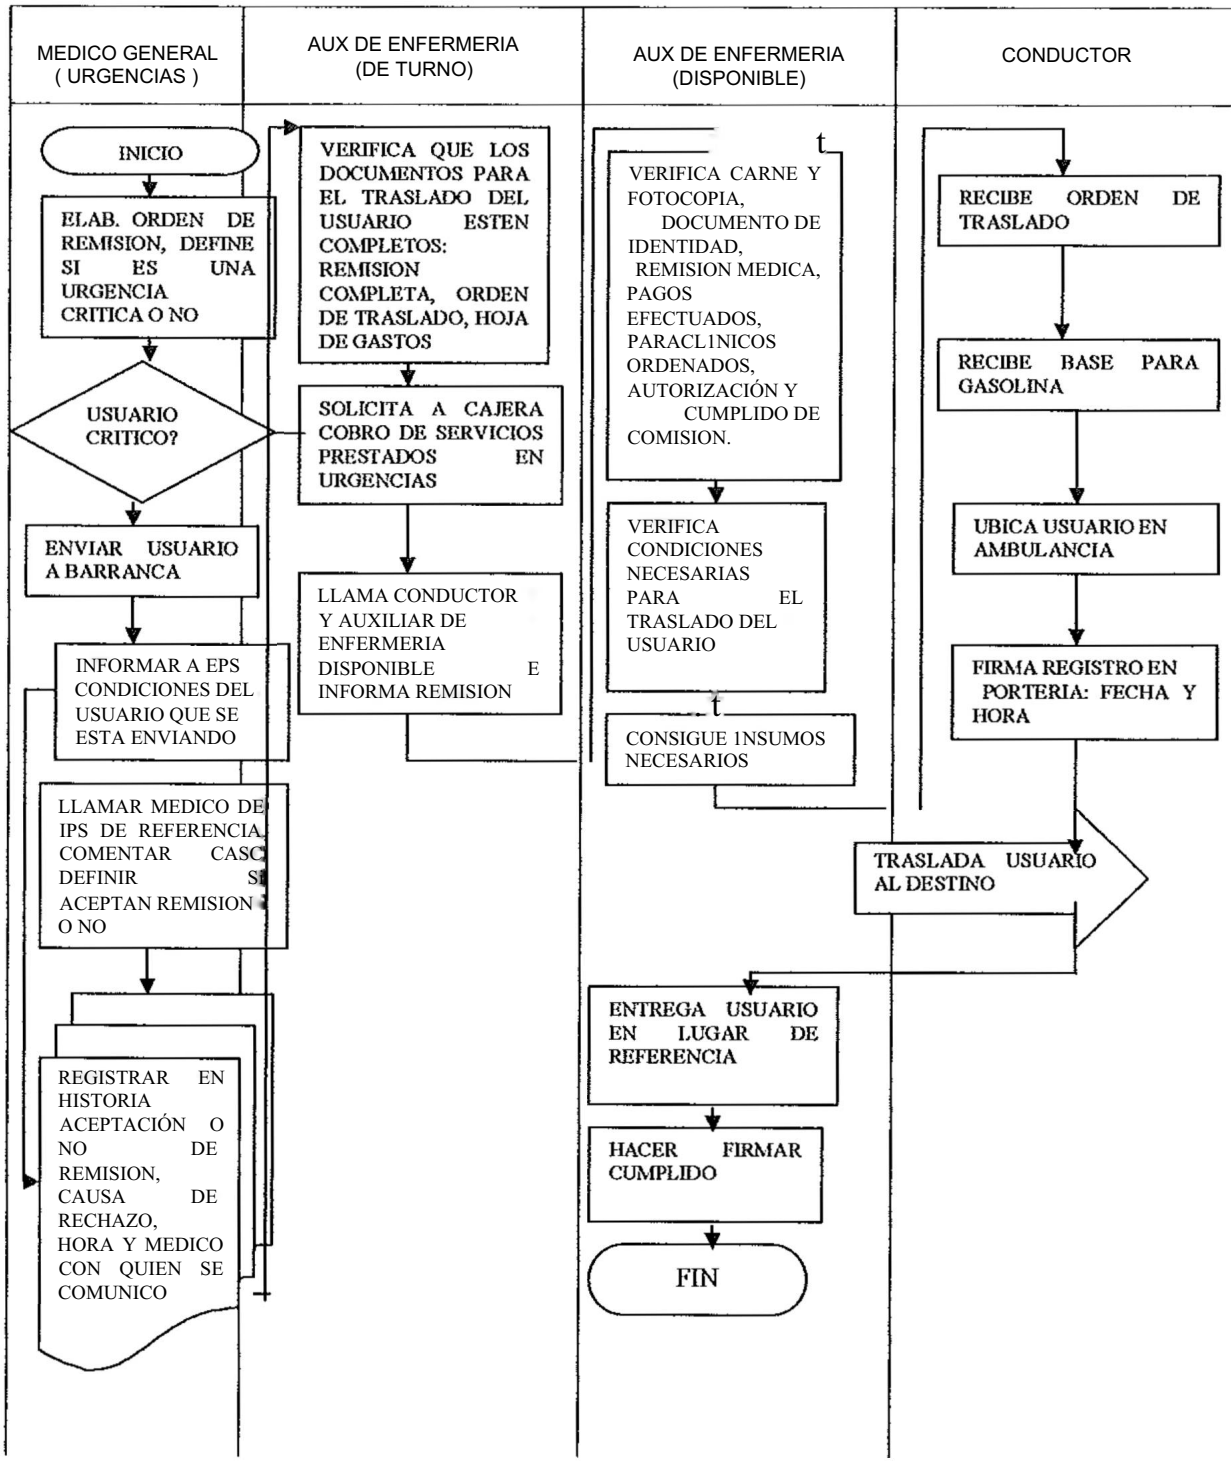 MEDICO GENERAL
( URGENCIAS )
AUX DE ENFERMERIA
(DE TURNO)
AUX DE ENFERMERIA
(DISPONIBLE)
CONDUCTOR
INICIO
ELAB. ORDEN DE
REMISION, DEFINE
SI ES UNA
URGENCIA
CRITICA O NO
USUARIO
CRITICO?
ENVIAR USUARIO
A BARRANCA
INFORMAR A EPS
CONDICIONES DEL
USUARIO QUE SE
ESTA ENVIANDO
LLAMAR MEDICO DE
IPS DE REFERENCIA
COMENTAR CASC
DEFINIR SI
ACEPTAN REMISION
O NO
REGISTRAR EN
HISTORIA
ACEPTACIÓN O
NO DE
REMISION,
CAUSA DE
RECHAZO,
HORA Y MEDICO
CON QUIEN SE
COMUNICO
VERIFICA QUE LOS
DOCUMENTOS PARA
EL TRASLADO DEL
USUARIO ESTEN
COMPLETOS:
REMISION
COMPLETA, ORDEN
DE TRASLADO, HOJA
DE GASTOS
SOLICITA A CAJERA
COBRO DE SERVICIOS
PRESTADOS EN
URGENCIAS
LLAMA CONDUCTOR
Y AUXILIAR DE
ENFERMERIA
DISPONIBLE E
INFORMA REMISION
t
VERIFICA CARNE Y
FOTOCOPIA,
DOCUMENTO DE
IDENTIDAD,
REMISION MEDICA,
PAGOS
EFECTUADOS,
PARACL1NICOS
ORDENADOS,
AUTORIZACIÓN Y
CUMPLIDO DE
COMISION.
VERIFICA
CONDICIONES
NECESARIAS
PARA EL
TRASLADO DEL
USUARIO
t
CONSIGUE 1NSUMOS
NECESARIOS
RECIBE ORDEN DE
TRASLADO
RECIBE BASE PARA
GASOLINA
UBICA USUARIO EN
AMBULANCIA
FIRMA REGISTRO EN
PORTERIA: FECHA Y
HORA
TRASLADA USUARIO
AL DESTINO
ENTREGA USUARIO
EN LUGAR DE
REFERENCIA
HACER FIRMAR
CUMPLIDO
FIN